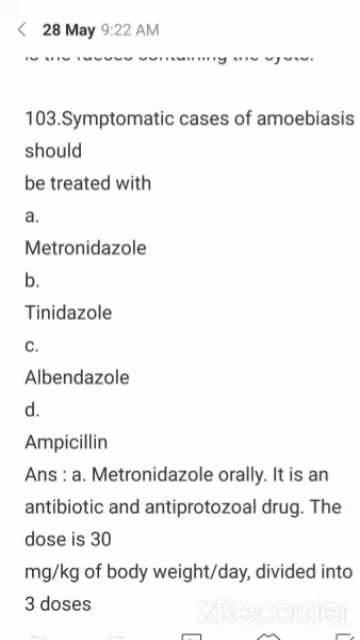 28 May 9:22 AM
103.Symptomatic cases of amoebiasis
should
be treated with
a.
Metronidazole
b.
Tinidazole
c.
Albendazole
d.
Ampicillin
Ans : a. Metronidazole orally. It is an
antibiotic and antiprotozoal drug. The
dose is 30
mg/kg of body weight/day, divided into
3 doses
XRecorder